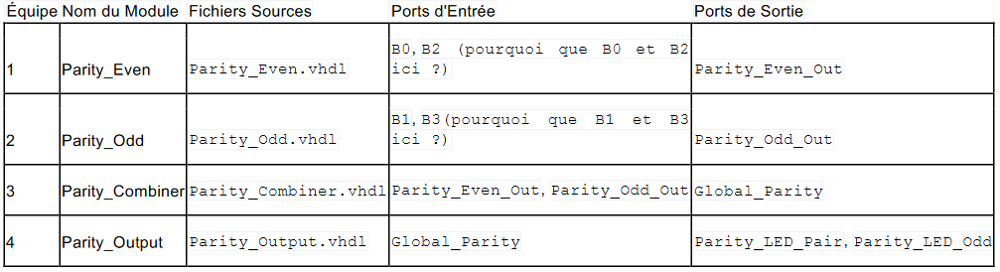 Équipe Nom du Module Fichiers Sources Ports d'Entrée Ports de Sortie
1 Parity_Even Parity_Even.vhdl B0, B2 (pourquoi que B0 et B2 ici ?) Parity_Even_Out
2 Parity_Odd Parity_Odd.vhdl B1, B3(pourquoi que B1 et B3 ici ?) Parity_Odd_Out
3 Parity_Combiner Parity_Combiner.vhdl Parity_Even_Out, Parity_Odd_Out Global_Parity
4 Parity_Output Parity_Output.vhdl Global_Parity Parity_LED_Pair, Parity_LED_Odd